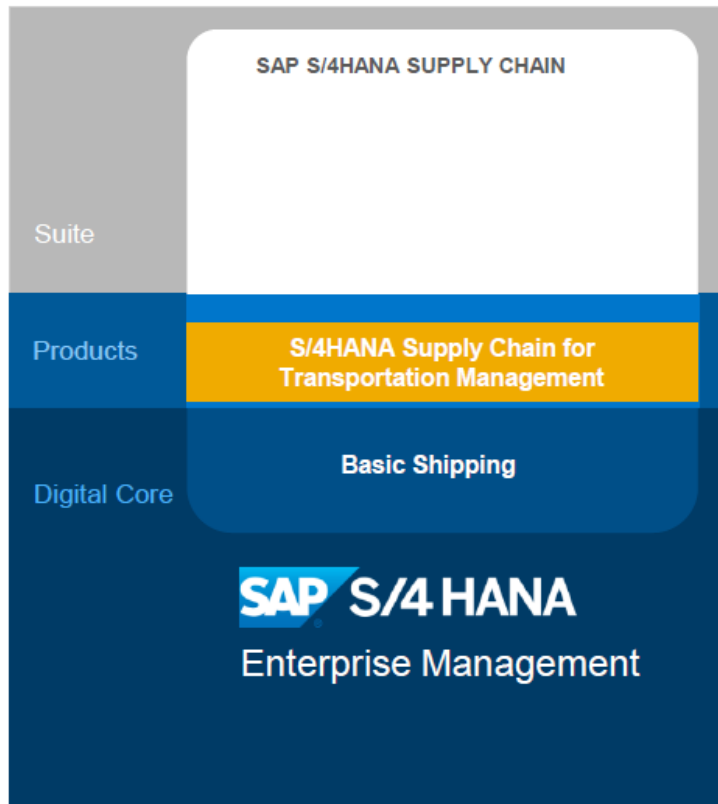 SAP S/4HANA SUPPLY CHAIN
Suite
Products
S/4HANA Supply Chain for
Transportation Management
Basic Shipping
Digital Core
SAP® S/4 HANA
Enterprise Management